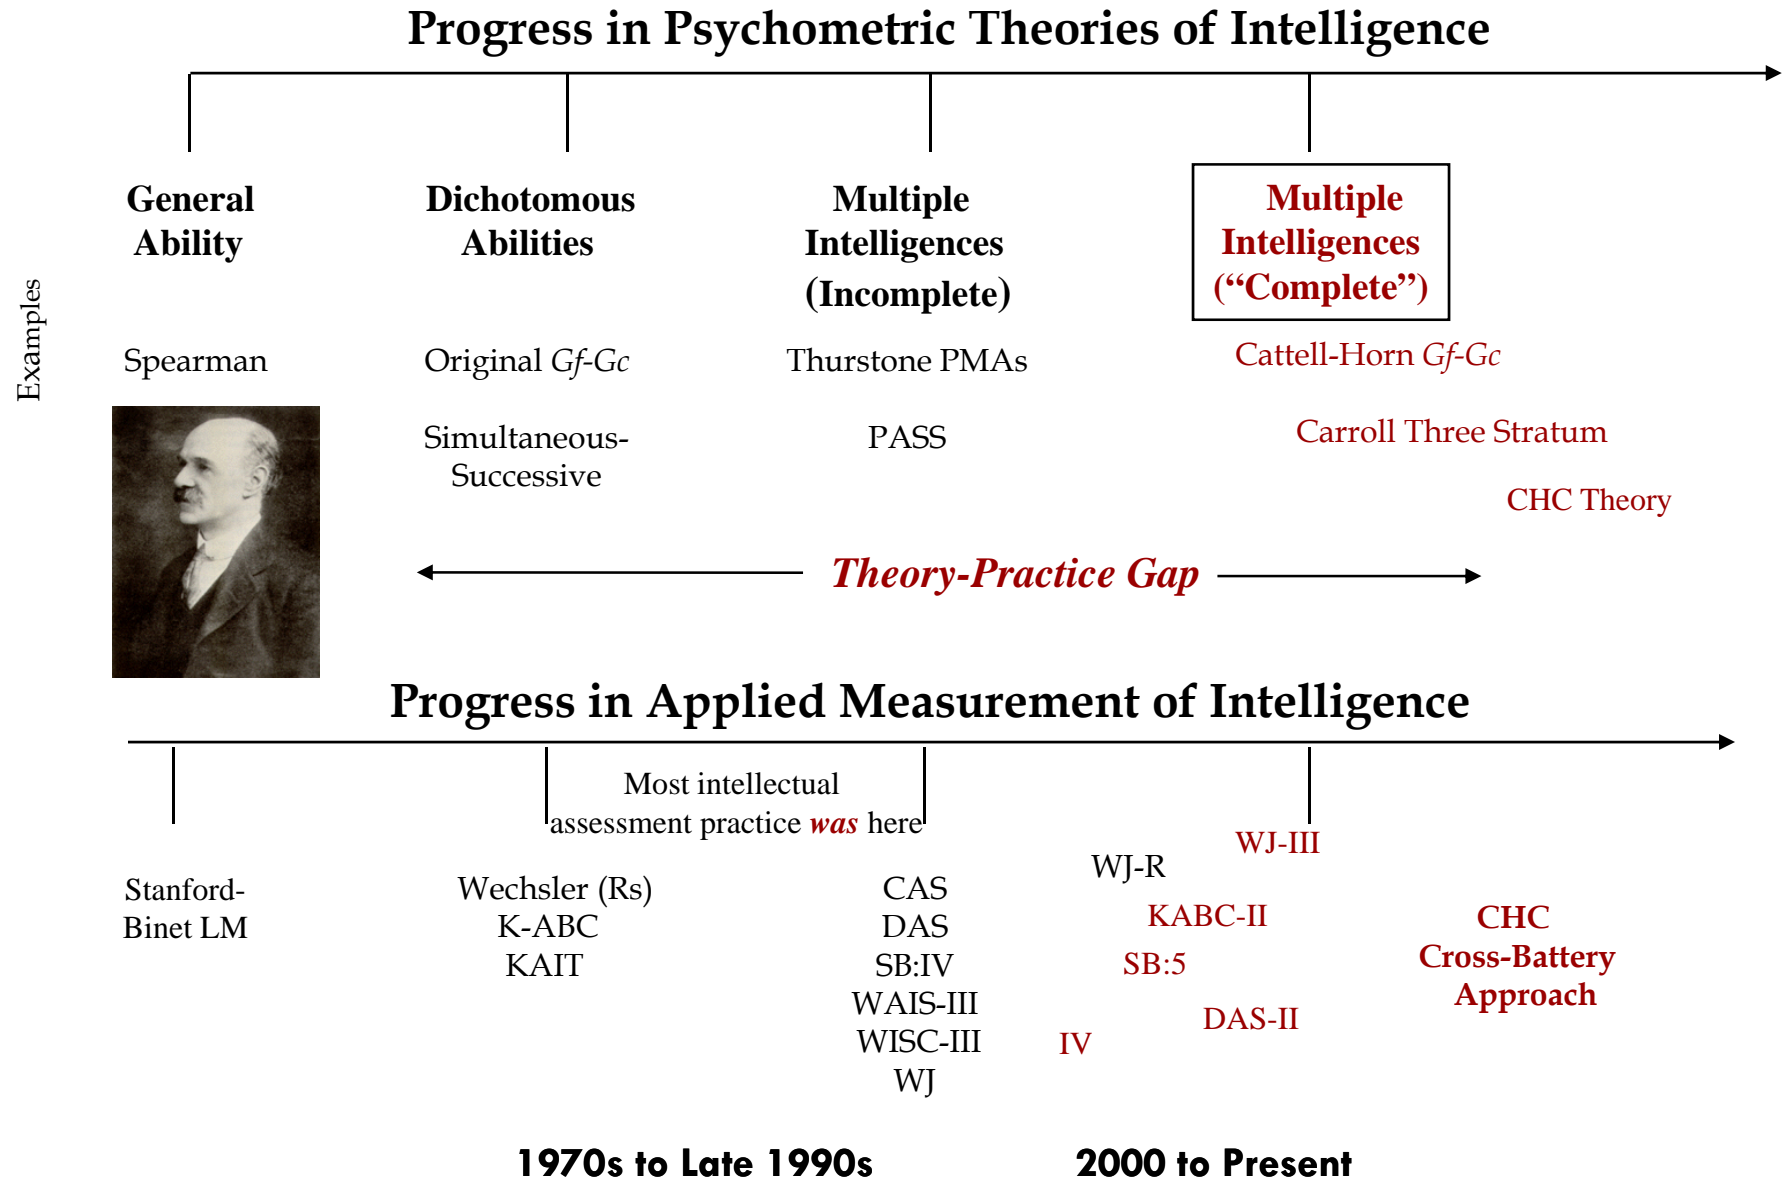 Progress in Psychometric Theories of Intelligence
General
Ability
Dichotomous
Abilities
Multiple
Intelligences
(Incomplete)
Multiple
Intelligences
(“Complete”)
Examples
Spearman
Original Gf-Gc
Thurstone PMAs
Cattell-Horn Gf-Gc
Simultaneous-
Successive
PASS
Carroll Three Stratum
CHC Theory
Theory-Practice Gap
Progress in Applied Measurement of Intelligence
Most intellectual
assessment practice was here
Stanford-
Binet LM
Wechsler (Rs)
K-ABC
KAIT
CAS
DAS
SB:IV
WAIS-III
WISC-III
WJ
IV
WJ-R
WJ-III
KABC-II
SB:5
DAS-II
CHC
Cross-Battery
Approach
1970s to Late 1990s
2000 to Present